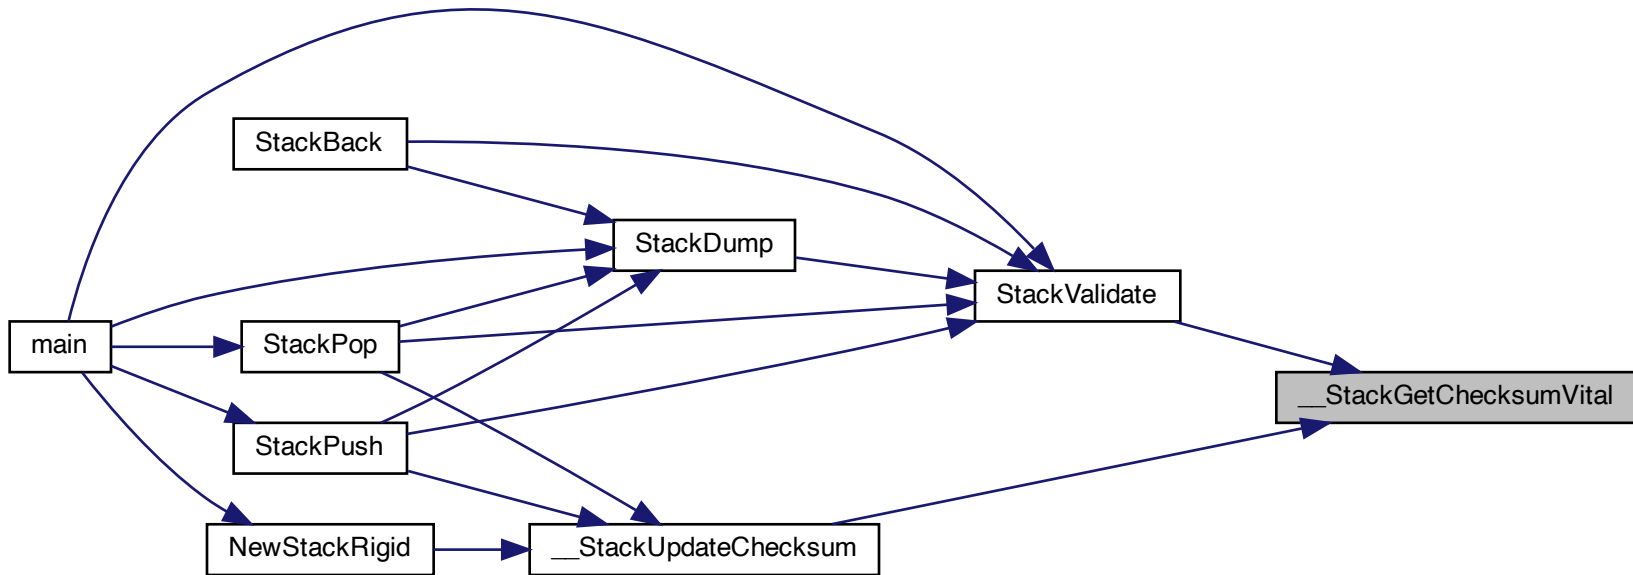 StackBack
StackDump
StackValidate
main
StackPop
__StackGetChecksumVital
StackPush
NewStackRigid
__StackUpdateChecksum